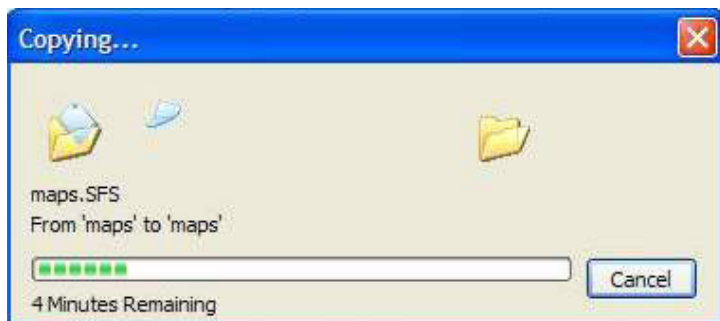 Copying...
maps.SFS
From 'maps' to 'maps'
Cancel
4 Minutes Remaining